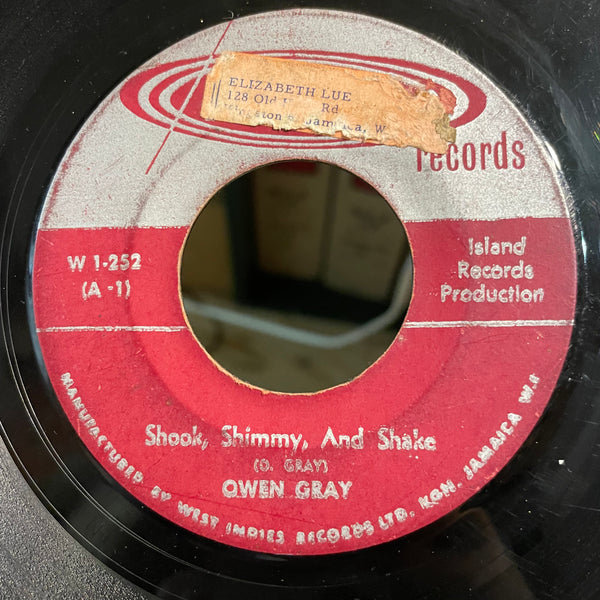 ELIZABETH LUE
128 Old Rd
Jamaica, W
records
W 1-252
(A -1)
Island
Records
Production
Shook, Shimmy, And Shake
(O. GRAY)
OWEN GRAY
MANUFACTURED BY WEST INDIES RECORDS LTD. KGN. JAMAICA W.I